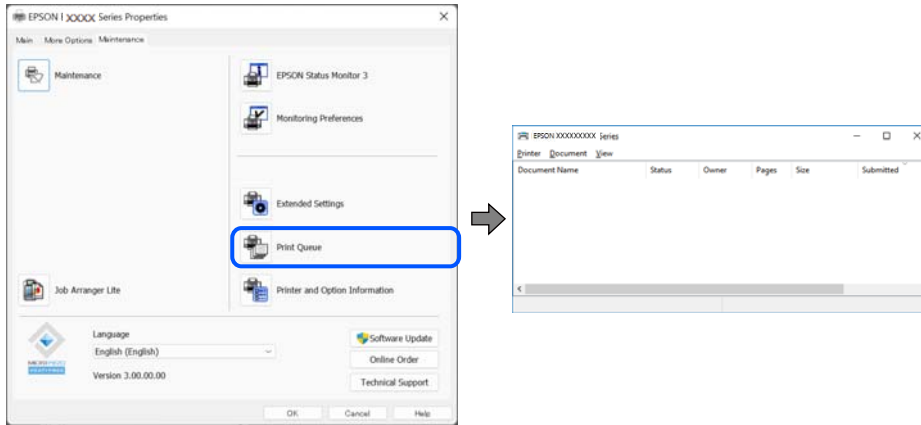 EPSON I XXXX Series Properties
Main More Options Maintenance
Maintenance
EPSON Status Monitor 3
Monitoring Preferences
Extended Settings
Print Queue
Job Arranger Lite
Printer and Option Information
Language
English (English)
Version 3.00.00.00
Software Update
Online Order
Technical Support
OK Cancel Help
EPSON XXXXXXXXX Series
Printer Document View
Document Name Status Owner Pages Size Submitted